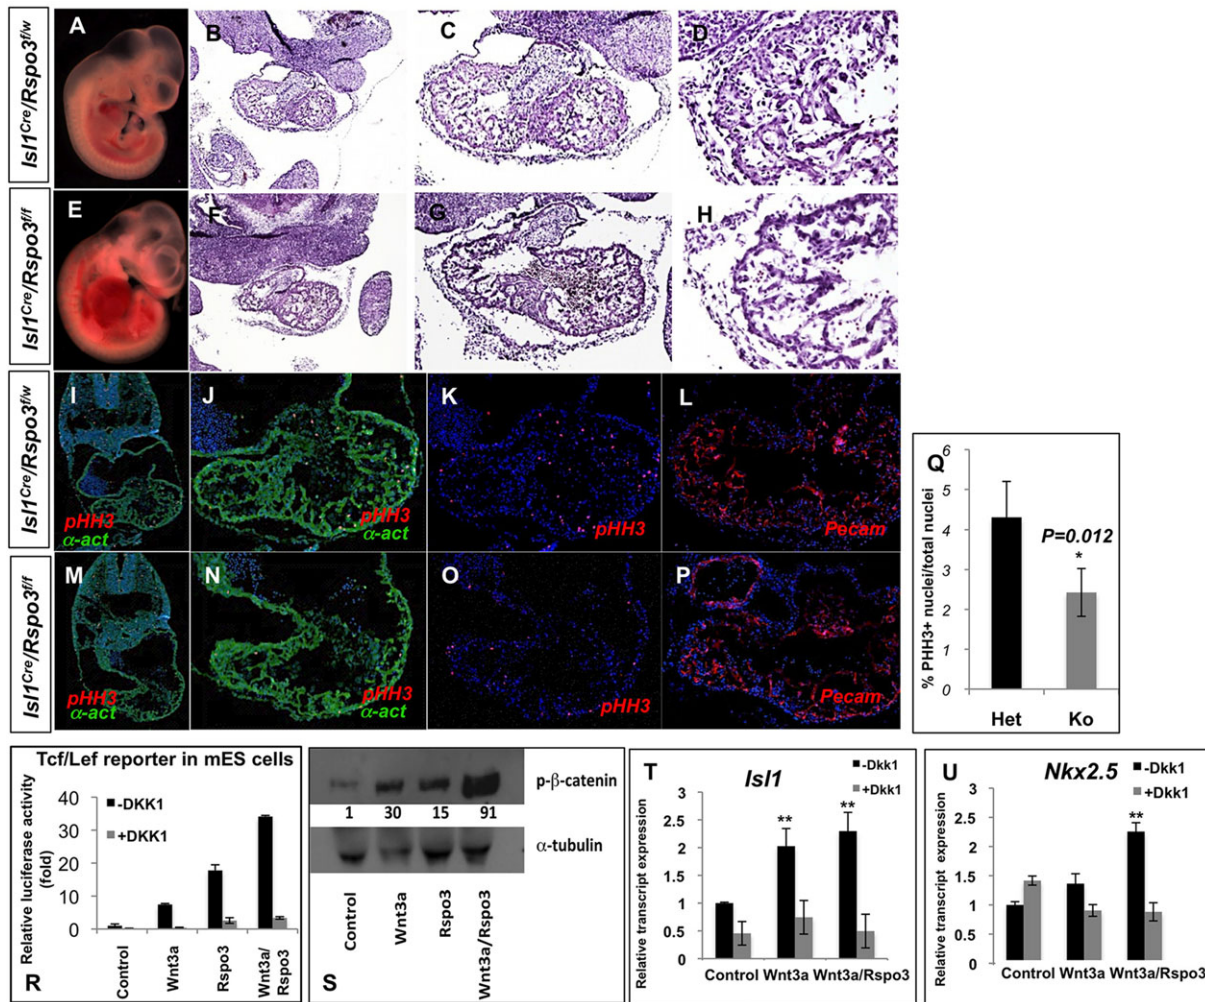 Isl1Cre/Rspo3f/w
A
B
C
D
Isl1Cre/Rspo3f/f
E
F
G
H
Isl1Cre/Rspo3f/w
I
pHH3
α-act
J
pHH3
α-act
K
pHH3
L
Pecam
Isl1Cre/Rspo3f/f
M
pHH3
α-act
N
pHH3
α-act
O
pHH3
P
Pecam
Q
% PHH3+ nuclei/total nuclei
6
5
4
3
2
1
0
P=0.012
*
Het Ko
Tcf/Lef reporter in mES cells
Relative luciferase activity
(fold)
40
30
20
10
0
-DKK1
+DKK1
Control
Wnt3a
Rspo3
Wnt3a/
Rspo3
R
p-β-catenin
1 30 15 91
α-tubulin
Control
Wnt3a
Rspo3
Wnt3a/Rspo3
S
T
Isl1
-Dkk1
+Dkk1
Relative transcript expression
3
2.5
2
1.5
1
0.5
0
**
**
Control Wnt3a Wnt3a/Rspo3
U
Nkx2.5
-Dkk1
+Dkk1
Relative transcript expression
3
2.5
2
1.5
1
0.5
0
**
Control Wnt3a Wnt3a/Rspo3